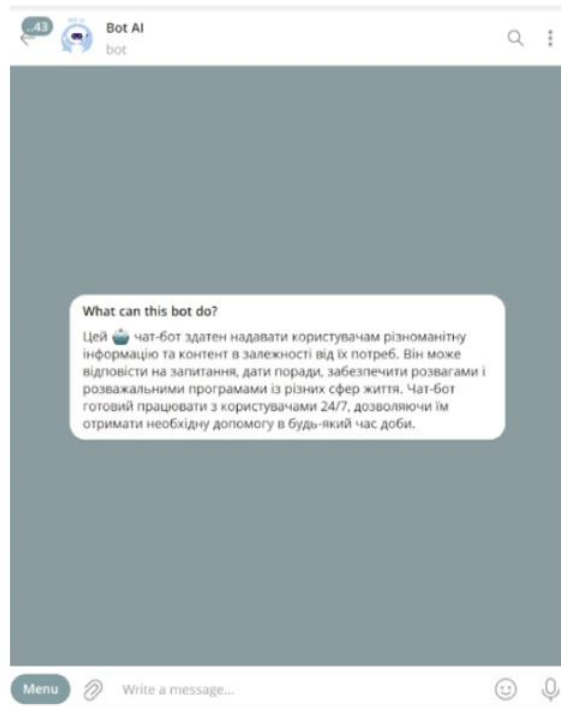 ..43
Bot AI
bot
What can this bot do?
Цей 🤖 чат-бот здатен надавати користувачам різноманітну
інформацію та контент в залежності від їх потреб. Він може
відповісти на запитання, дати поради, забезпечити розвагами і
розважальними програмами із різних сфер життя. Чат-бот
готовий працювати з користувачами 24/7, дозволяючи їм
отримати необхідну допомогу в будь-який час доби.
Menu
Write a message...